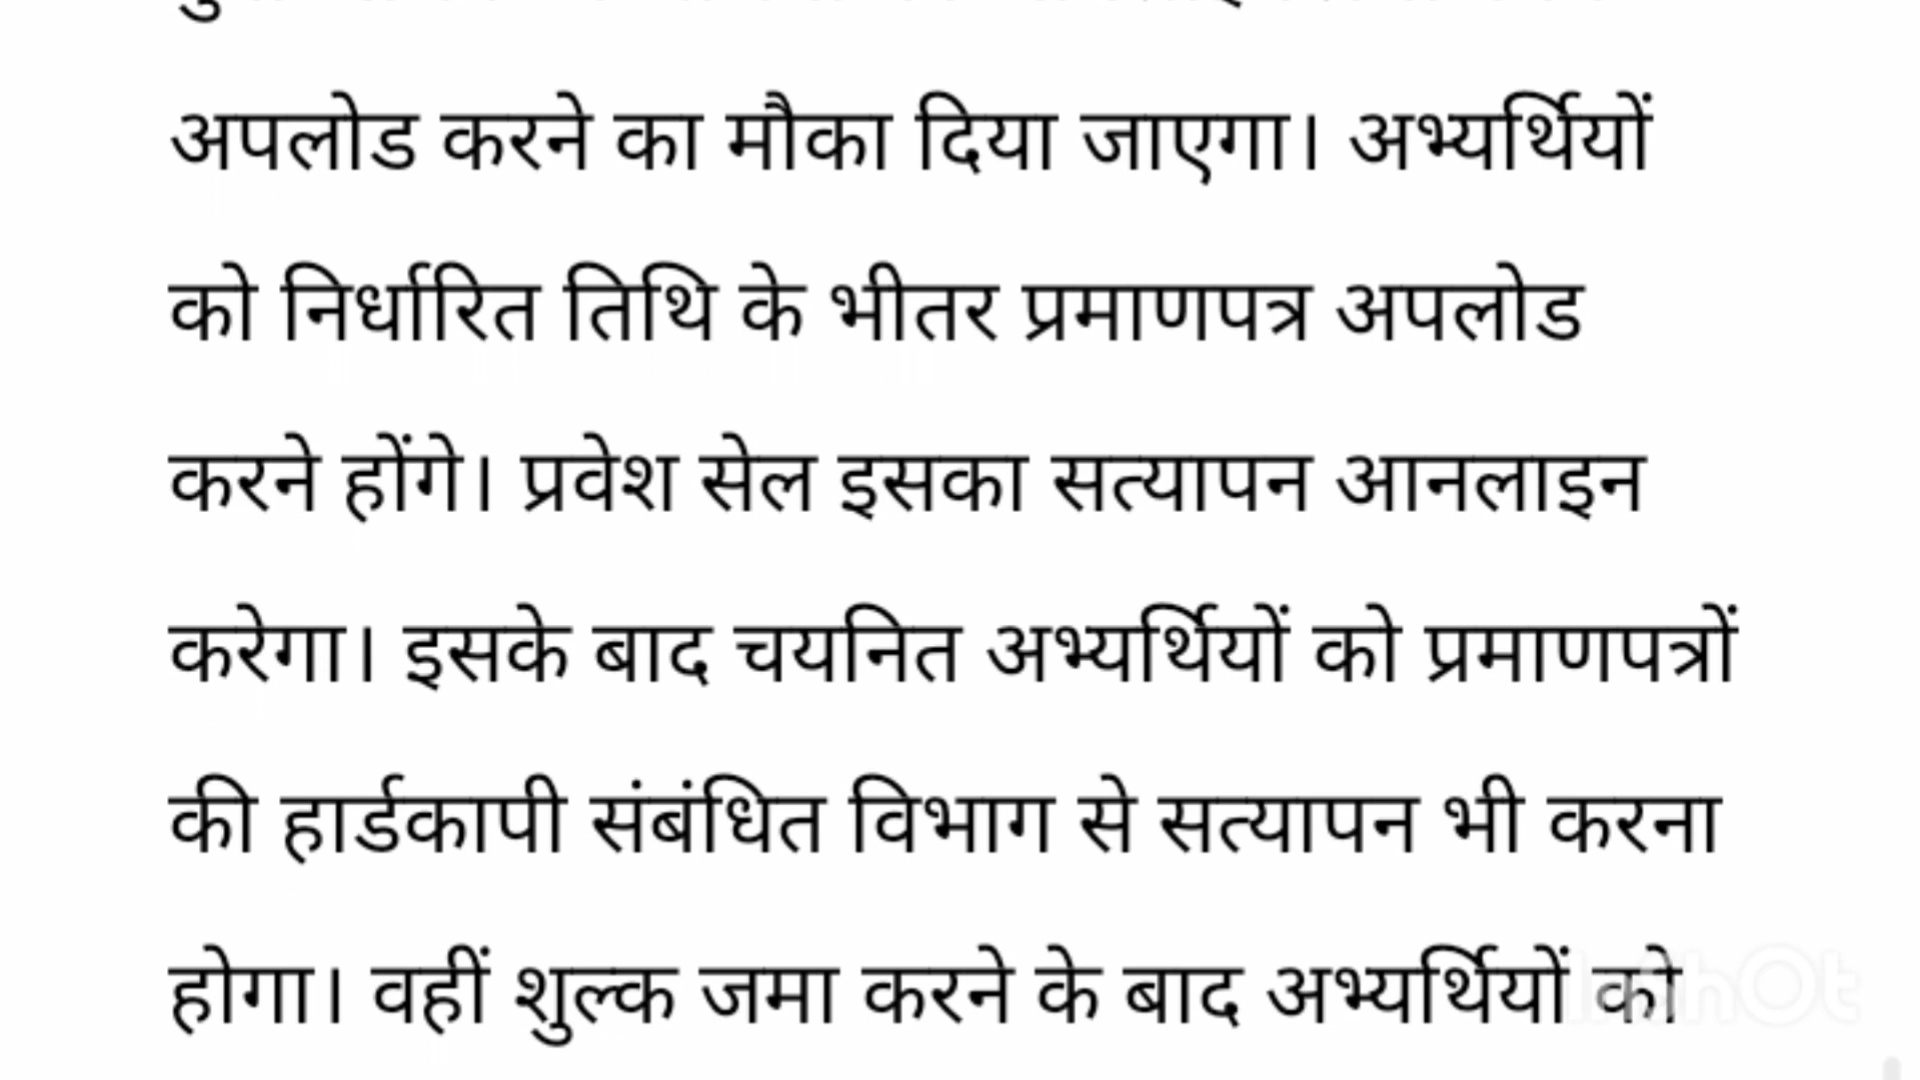 अपलोड करने का मौका दिया जाएगा। अभ्यर्थियों
को निर्धारित तिथि के भीतर प्रमाणपत्र अपलोड
करने होंगे। प्रवेश सेल इसका सत्यापन आनलाइन
करेगा। इसके बाद चयनित अभ्यर्थियों को प्रमाणपत्रों
की हार्डकापी संबंधित विभाग से सत्यापन भी करना
होगा। वहीं शुल्क जमा करने के बाद अभ्यर्थियों को
InShOt